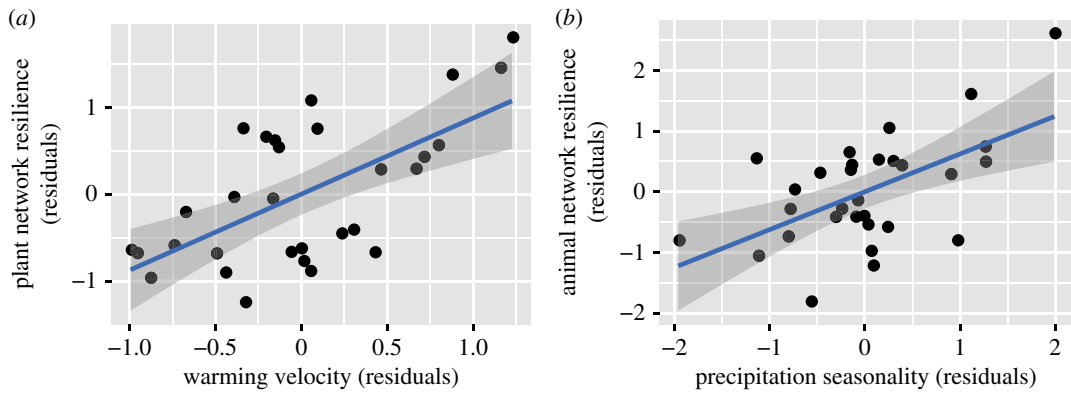 (a)
plant network resilience
(residuals)
1
0
−1
−1.0 −0.5 0 0.5 1.0
warming velocity (residuals)
(b)
animal network resilience
(residuals)
2
1
0
−1
−2
−2 −1 0 1 2
precipitation seasonality (residuals)